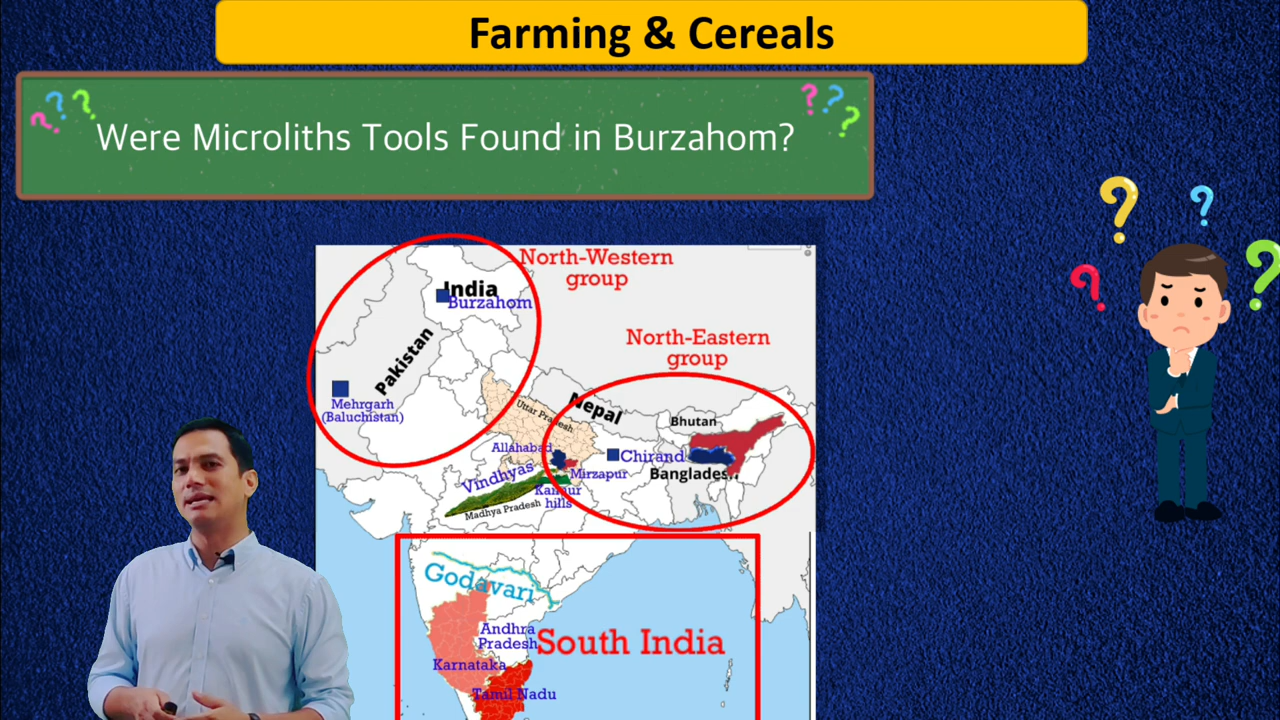 Farming & Cereals
Were Microliths Tools Found in Burzahom?
North-Western
group
India
Burzahom
North-Eastern
group
Pakistan
Mehrgarh
(Baluchistan)
Nepal
Uttar Pradesh
Bhutan
Allahabad
Chirand
Vindhyas
Mirzapur
Bangladesh
Kaimur
hills
Madhya Pradesh
Godavari
Andhra
Pradesh
South India
Karnataka
Tamil Nadu